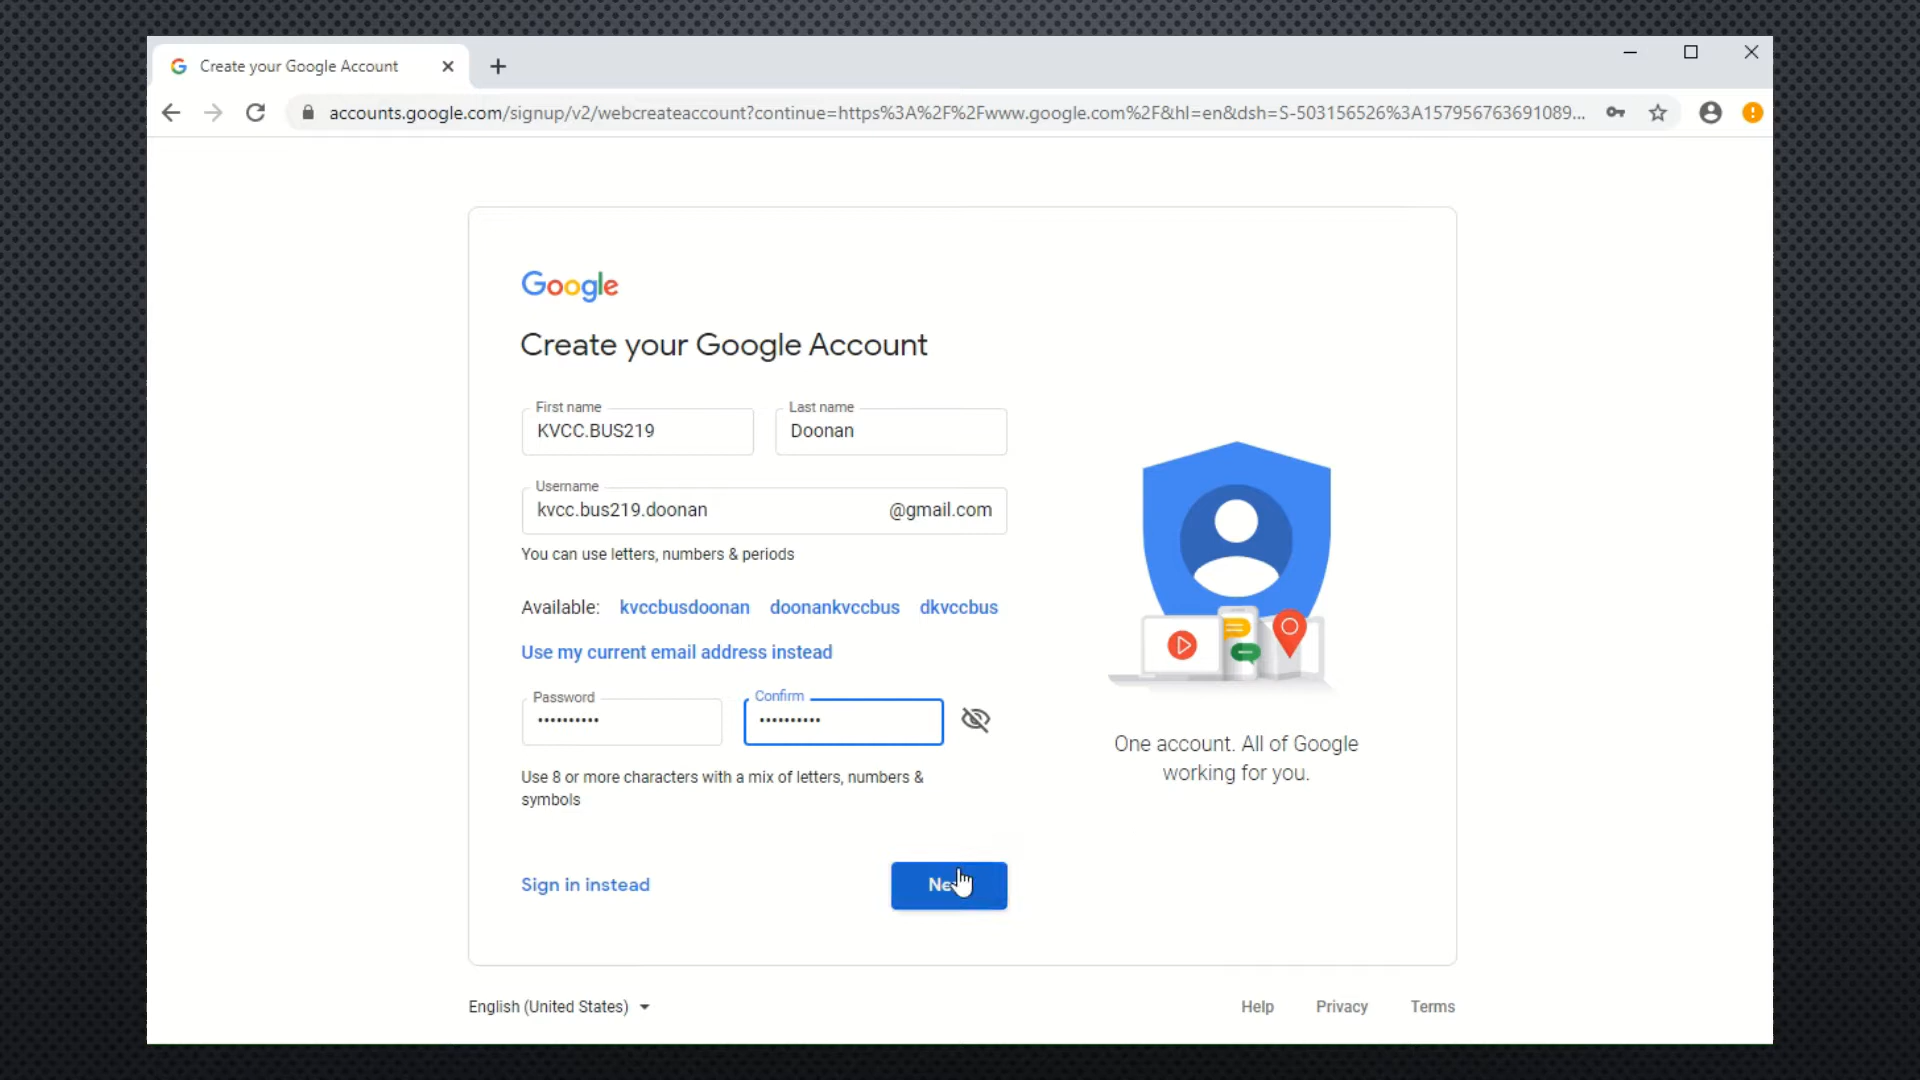 Create your Google Account
accounts.google.com/signup/v2/webcreateaccount?continue=https%3A%2F%2Fwww.google.com%2F&hl=en&dsh=S-503156526%3A157956763691089...
Google
Create your Google Account
First name
Last name
KVCC.BUS219
Doonan
Username
kvcc.bus219.doonan
@gmail.com
You can use letters, numbers & periods
Available: kvccbusdoonan doonankvccbus dkvccbus
Use my current email address instead
Password
Confirm
••••••••••
••••••••••
Use 8 or more characters with a mix of letters, numbers &
symbols
One account. All of Google
working for you.
Sign in instead
English (United States)
Help Privacy Terms